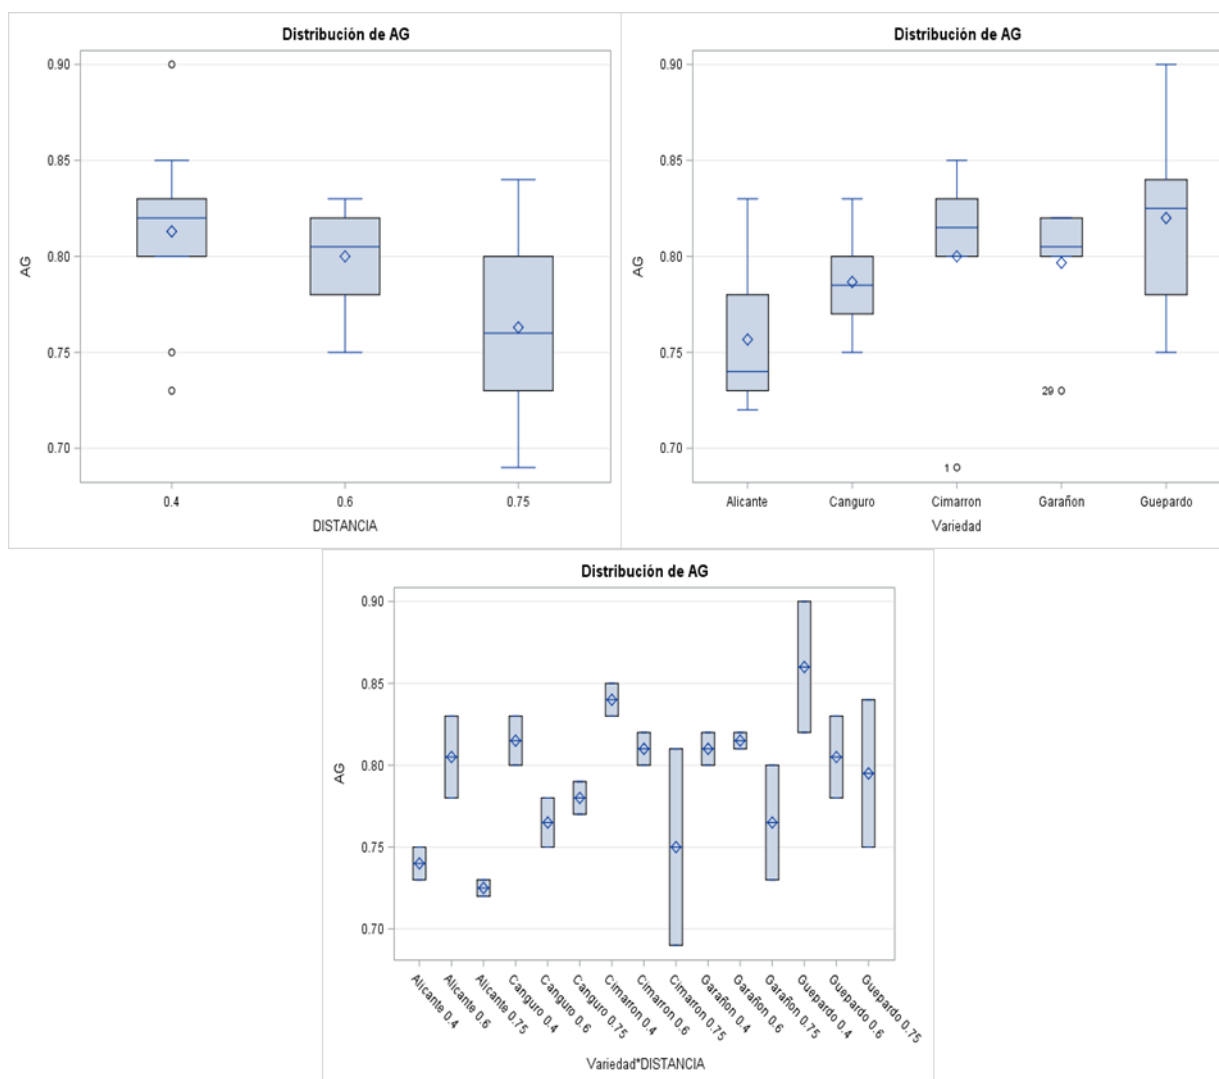 Distribución de AG
0.90
0.85
0.80
0.75
0.70
AG
0.4 0.6 0.75
DISTANCIA
Distribución de AG
0.90
0.85
0.80
0.75
0.70
AG
29
1
Alicante Canguro Cimarron Garañon Guepardo
Variedad
Distribución de AG
0.90
0.85
0.80
0.75
0.70
AG
Alicante 0.4
Alicante 0.6
Alicante 0.75
Canguro 0.4
Canguro 0.6
Canguro 0.75
Cimarron 0.4
Cimarron 0.6
Cimarron 0.75
Garañon 0.4
Garañon 0.6
Garañon 0.75
Guepardo 0.4
Guepardo 0.6
Guepardo 0.75
Variedad*DISTANCIA